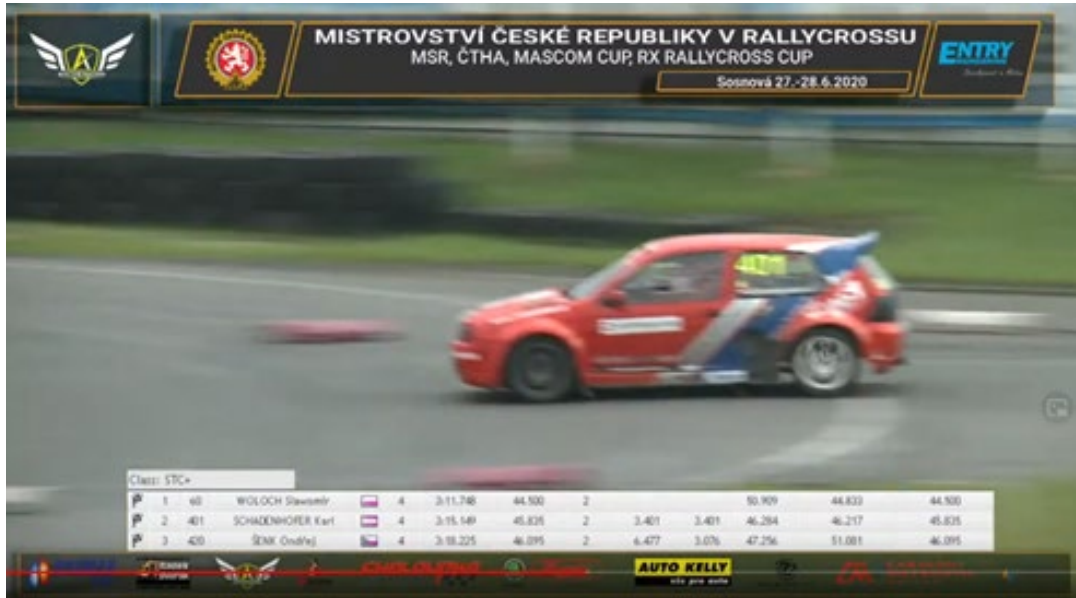 MISTROVSTVÍ ČESKÉ REPUBLIKY V RALLYCROSSU
MSR, ČTHA, MASCOM CUP, RX RALLYCROSS CUP
Sosnová 27.-28.6.2020
ENTRY
A
Class: STC+
1 60 WOLOCH Slawomir 4 3:11.748 44.500 2 50.909 44.833 44.500
2 401 SCHADENHOFER Karl 4 3:15.149 45.835 2 3.401 3.401 46.284 46.217 45.835
3 420 ŠENK Ondřej 4 3:18.225 46.095 2 6.477 3.076 47.256 51.081 46.095
AUTO KELLY
vše pro auto